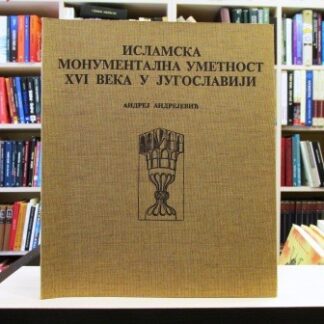 ИСЛАМСКА
МОНУМЕНТАЛНА УМЕТНОСТ
XVI ВЕКА У ЈУГОСЛАВИЈИ
АНДРЕЈ АНДРЕЈЕВИЋ